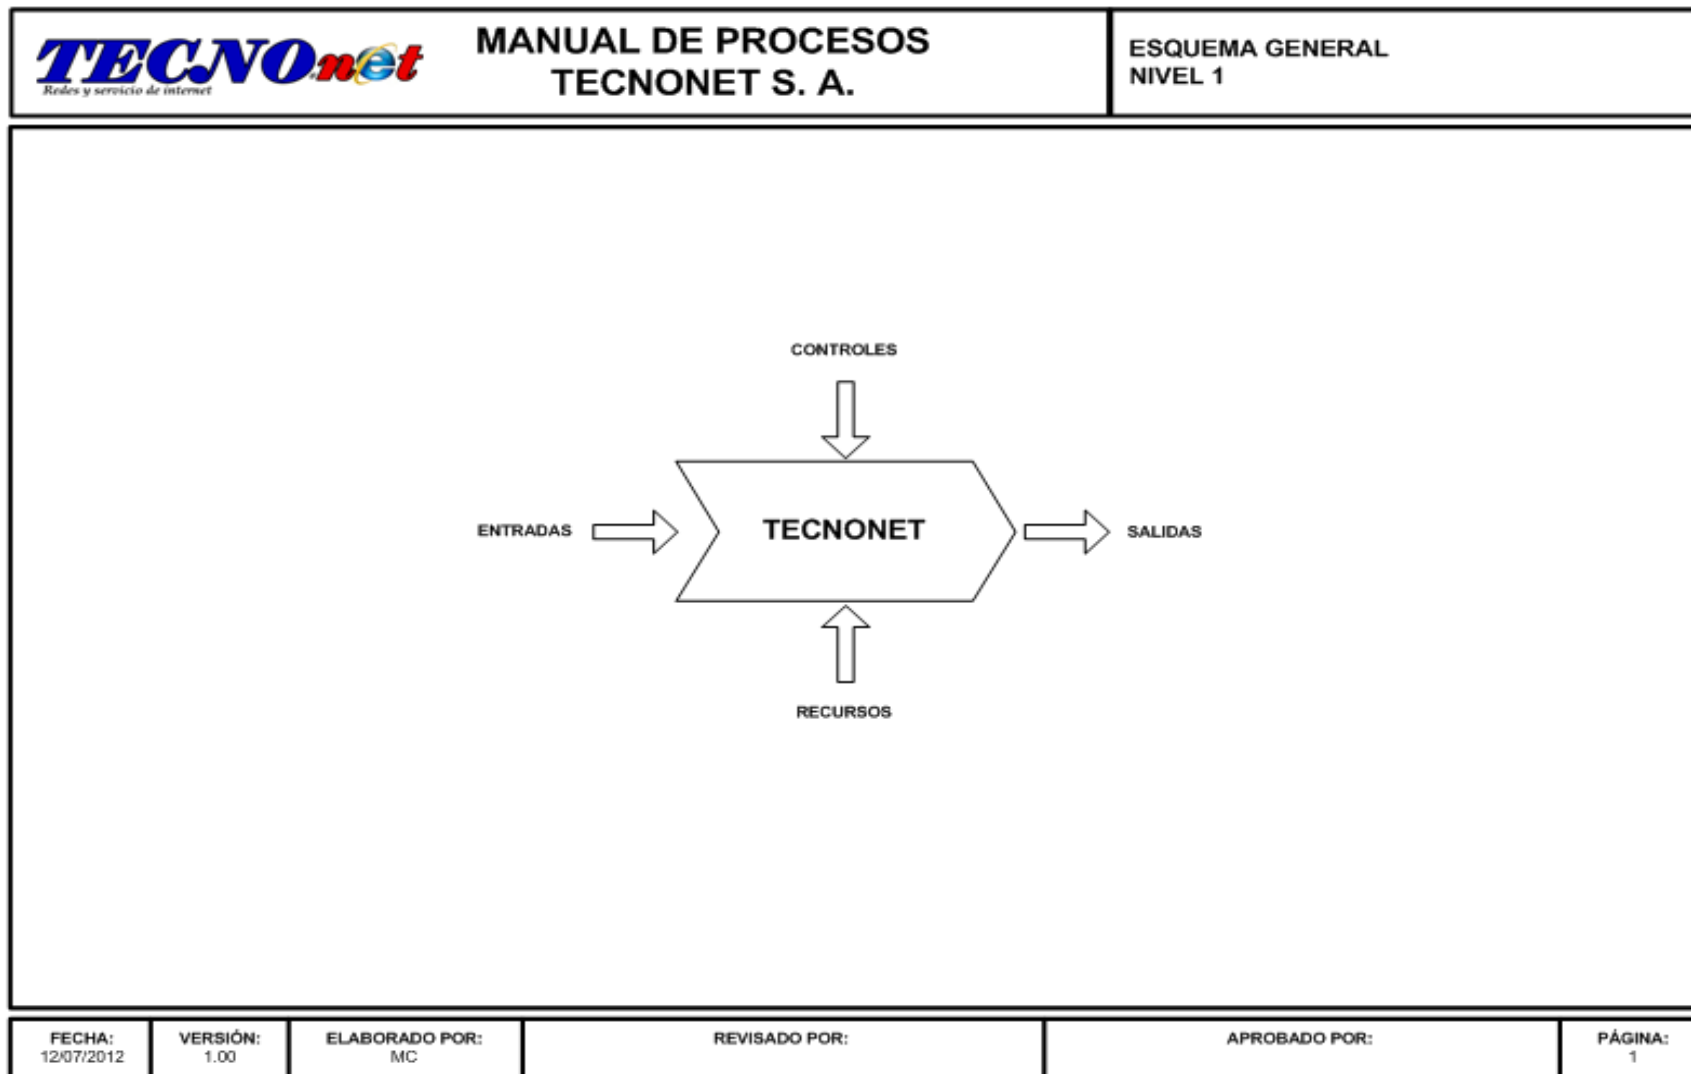 TECNOnet
Redes y servicio de internet
MANUAL DE PROCESOS
TECNONET S. A.
ESQUEMA GENERAL
NIVEL 1
CONTROLES
ENTRADAS
TECNONET
SALIDAS
RECURSOS
FECHA:
12/07/2012
VERSIÓN:
1.00
ELABORADO POR:
MC
REVISADO POR:
APROBADO POR:
PÁGINA:
1